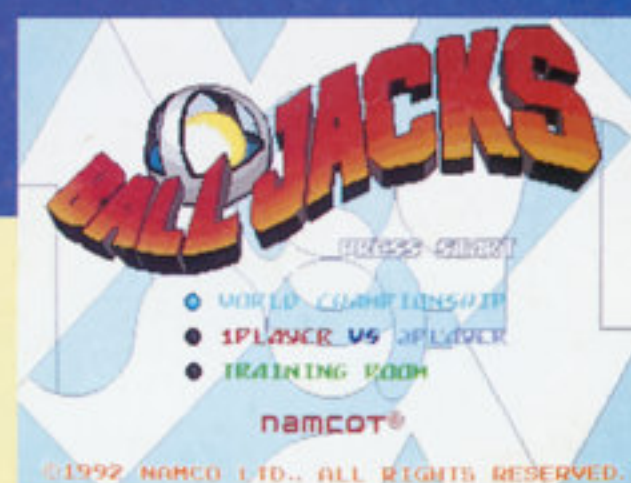 BALL JACKS
PRESS START
WORLD CHAMPIONSHIP
1PLAYER VS 2PLAYER
TRAINING ROOM
namcot®
©1992 NAMCO LTD., ALL RIGHTS RESERVED.